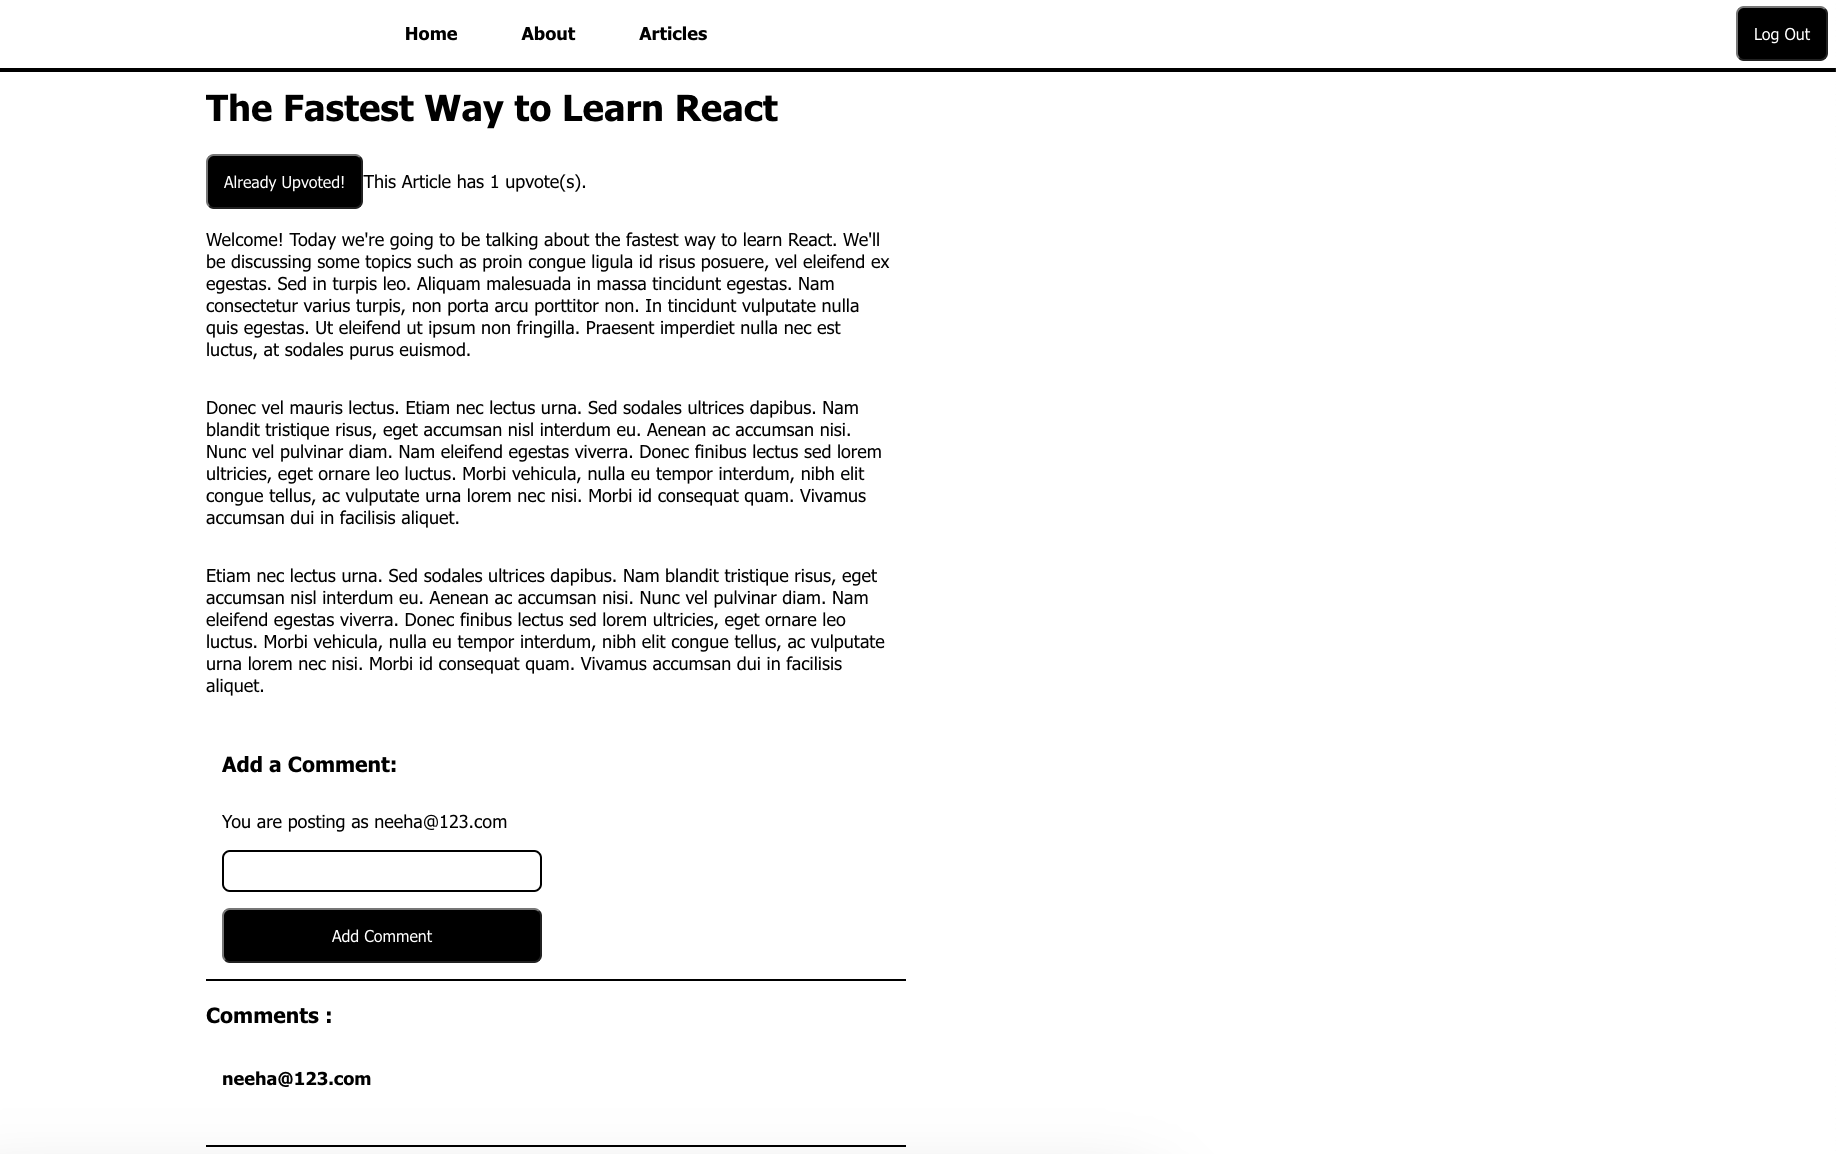 Home About Articles Log Out
The Fastest Way to Learn React
Already Upvoted! This Article has 1 upvote(s).
Welcome! Today we're going to be talking about the fastest way to learn React. We'll
be discussing some topics such as proin congue ligula id risus posuere, vel eleifend ex
egestas. Sed in turpis leo. Aliquam malesuada in massa tincidunt egestas. Nam
consectetur varius turpis, non porta arcu porttitor non. In tincidunt vulputate nulla
quis egestas. Ut eleifend ut ipsum non fringilla. Praesent imperdiet nulla nec est
luctus, at sodales purus euismod.
Donec vel mauris lectus. Etiam nec lectus urna. Sed sodales ultrices dapibus. Nam
blandit tristique risus, eget accumsan nisl interdum eu. Aenean ac accumsan nisi.
Nunc vel pulvinar diam. Nam eleifend egestas viverra. Donec finibus lectus sed lorem
ultricies, eget ornare leo luctus. Morbi vehicula, nulla eu tempor interdum, nibh elit
congue tellus, ac vulputate urna lorem nec nisi. Morbi id consequat quam. Vivamus
accumsan dui in facilisis aliquet.
Etiam nec lectus urna. Sed sodales ultrices dapibus. Nam blandit tristique risus, eget
accumsan nisl interdum eu. Aenean ac accumsan nisi. Nunc vel pulvinar diam. Nam
eleifend egestas viverra. Donec finibus lectus sed lorem ultricies, eget ornare leo
luctus. Morbi vehicula, nulla eu tempor interdum, nibh elit congue tellus, ac vulputate
urna lorem nec nisi. Morbi id consequat quam. Vivamus accumsan dui in facilisis
aliquet.
Add a Comment:
You are posting as neeha@123.com
Add Comment
Comments :
neeha@123.com